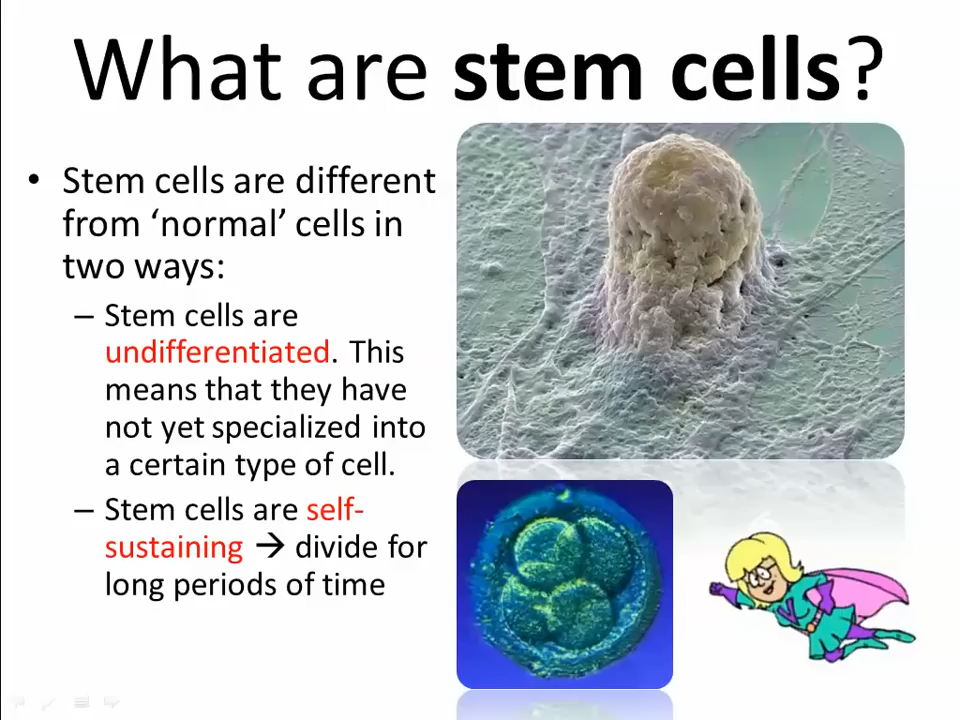 What are stem cells?
• Stem cells are different
from ‘normal’ cells in
two ways:
– Stem cells are
undifferentiated. This
means that they have
not yet specialized into
a certain type of cell.
– Stem cells are self-
sustaining → divide for
long periods of time